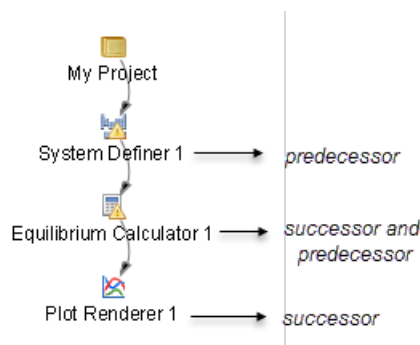 My Project
System Definer 1
predecessor
Equilibrium Calculator 1
successor and
predecessor
Plot Renderer 1
successor